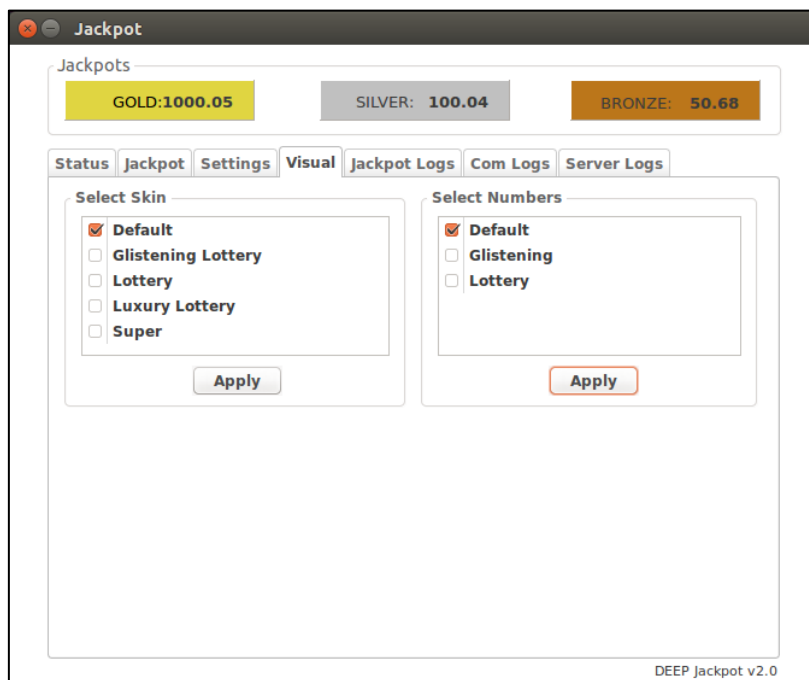 Jackpot
Jackpots
GOLD:1000.05 SILVER: 100.04 BRONZE: 50.68
Status Jackpot Settings Visual Jackpot Logs Com Logs Server Logs
Select Skin
Default
Glistening Lottery
Lottery
Luxury Lottery
Super
Apply
Select Numbers
Default
Glistening
Lottery
Apply
DEEP Jackpot v2.0